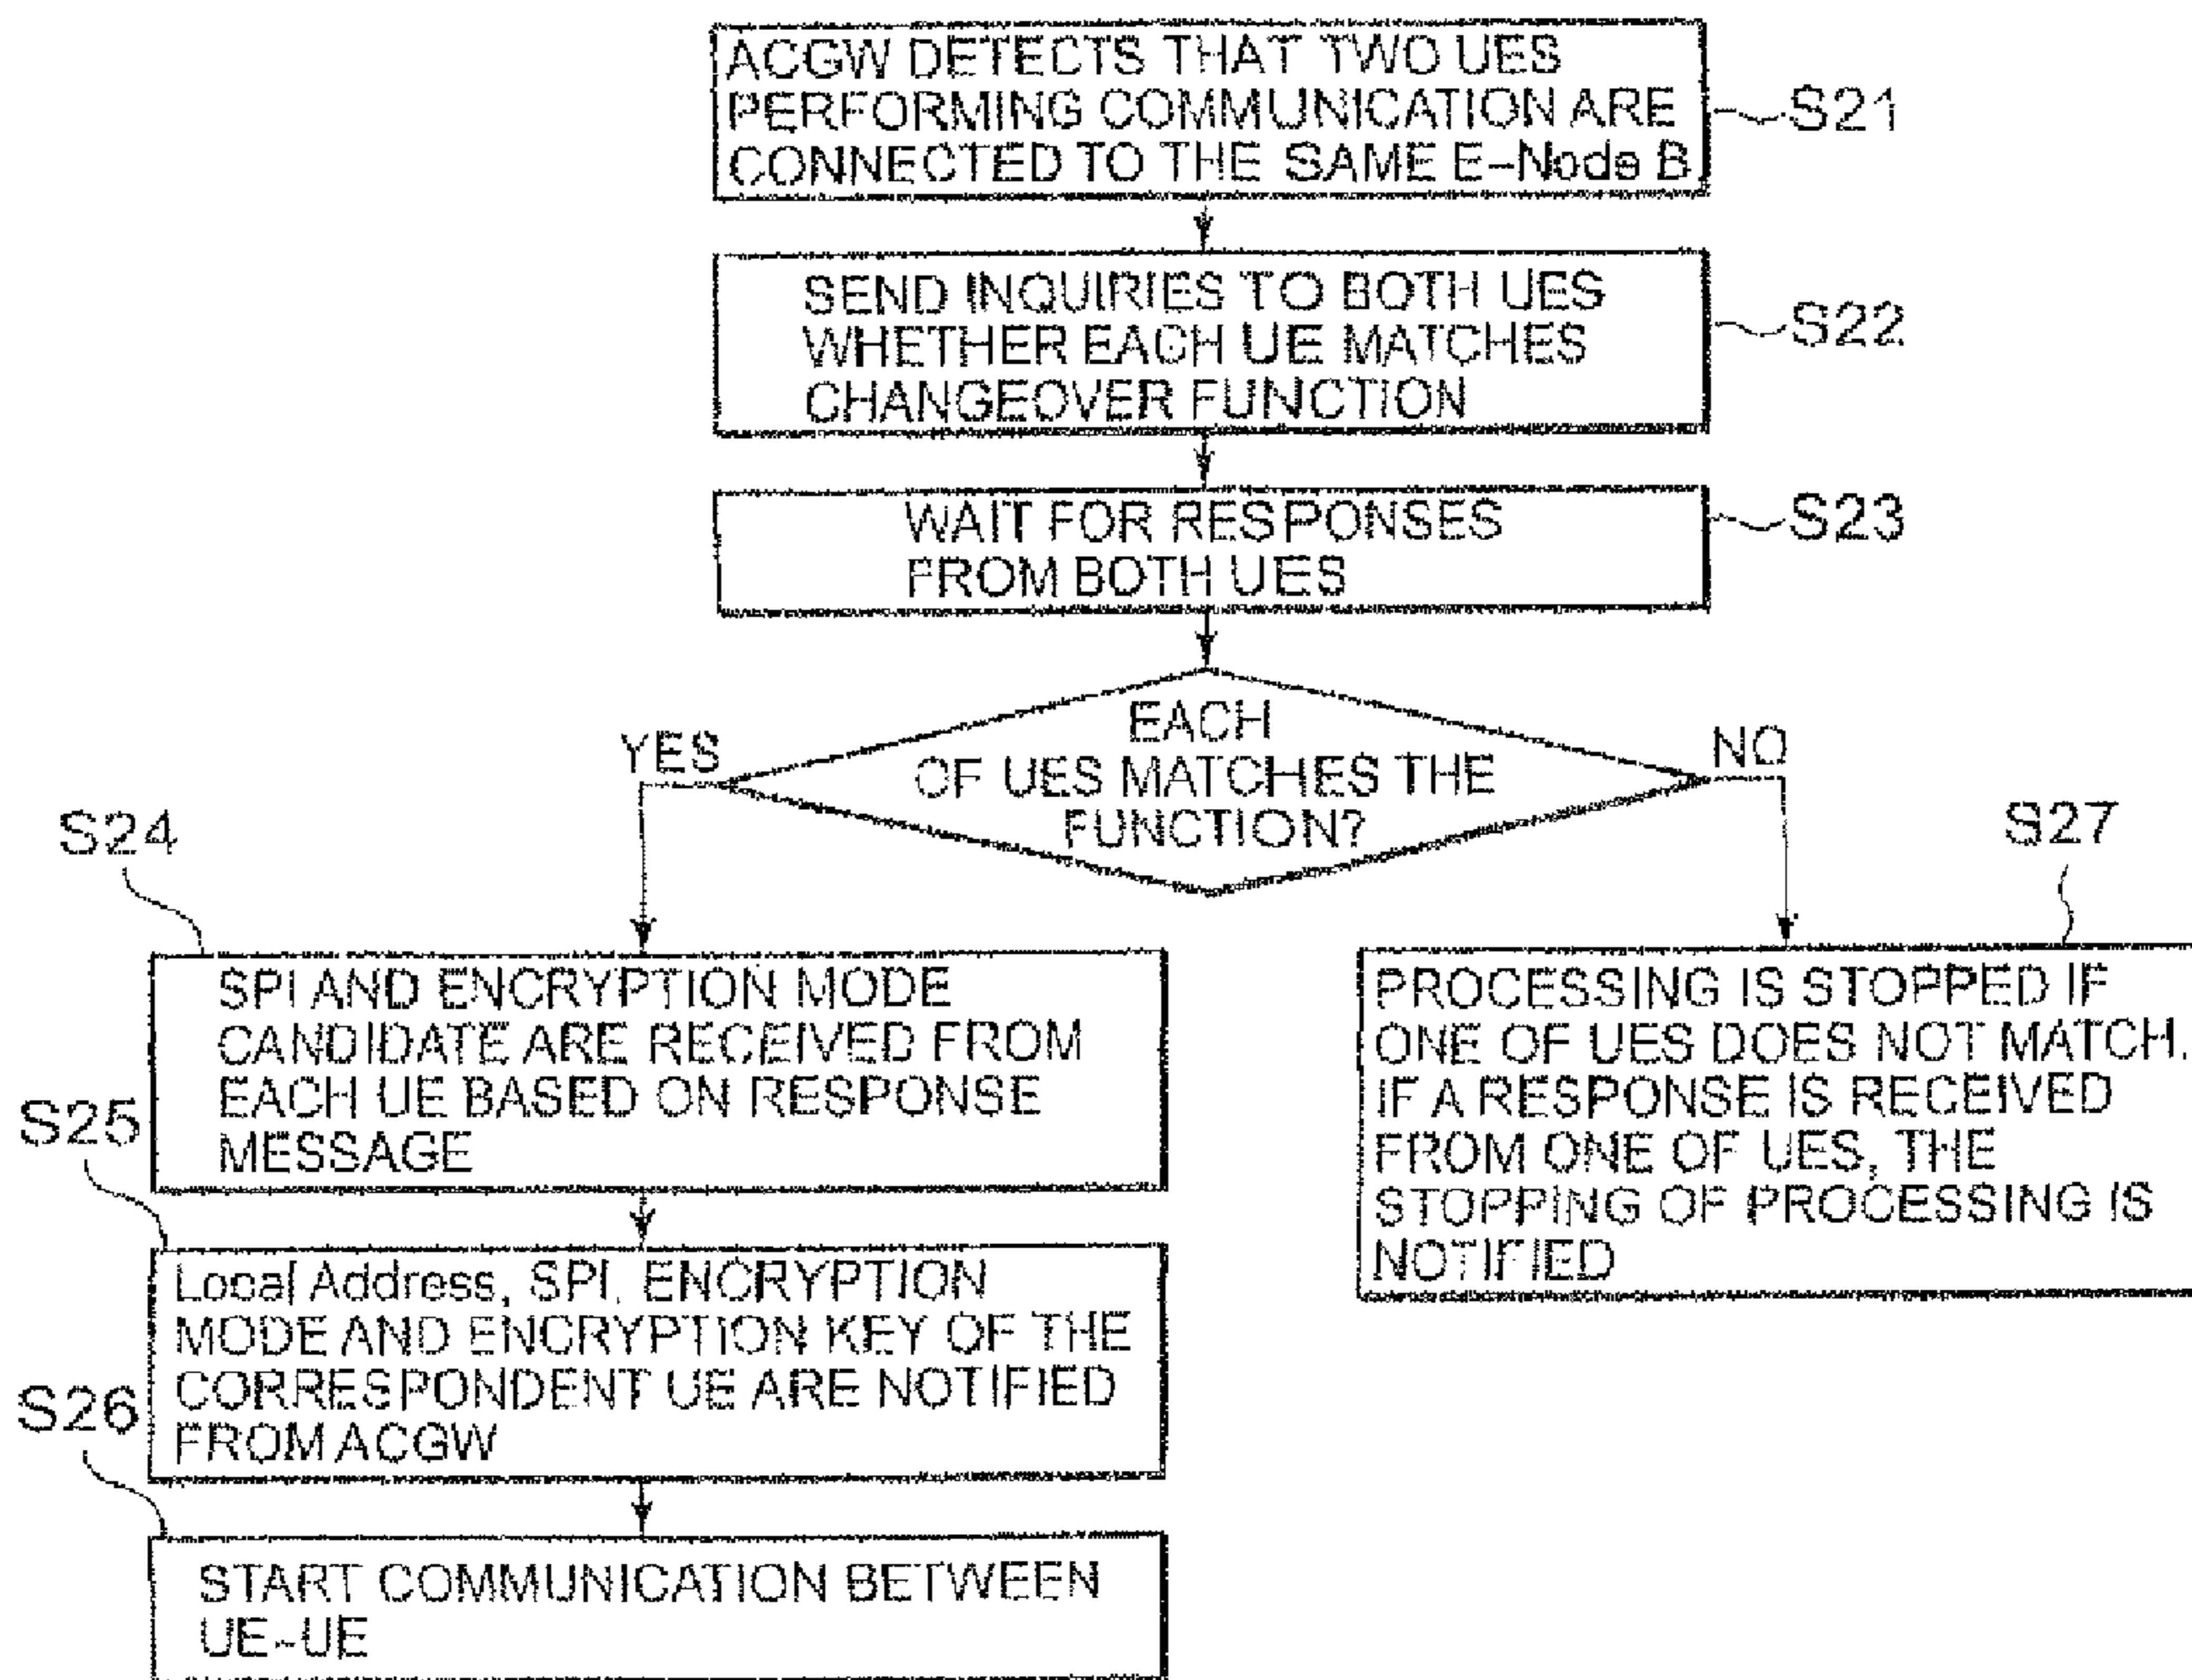 ACGW DETECTS THAT TWO UES
PERFORMING COMMUNICATION ARE
CONNECTED TO THE SAME E-Node B
S21
SEND INQUIRIES TO BOTH UES
WHETHER EACH UE MATCHES
CHANGEOVER FUNCTION
S22
WAIT FOR RESPONSES
FROM BOTH UES
S23
EACH
OF UES MATCHES THE
FUNCTION?
YES
NO
S24
SPI AND ENCRYPTION MODE
CANDIDATE ARE RECEIVED FROM
EACH UE BASED ON RESPONSE
MESSAGE
S27
PROCESSING IS STOPPED IF
ONE OF UES DOES NOT MATCH.
IF A RESPONSE IS RECEIVED
FROM ONE OF UES, THE
STOPPING OF PROCESSING IS
NOTIFIED
S25
Local Address, SPI, ENCRYPTION
MODE AND ENCRYPTION KEY OF THE
CORRESPONDENT UE ARE NOTIFIED
FROM ACGW
S26
START COMMUNICATION BETWEEN
UE-UE